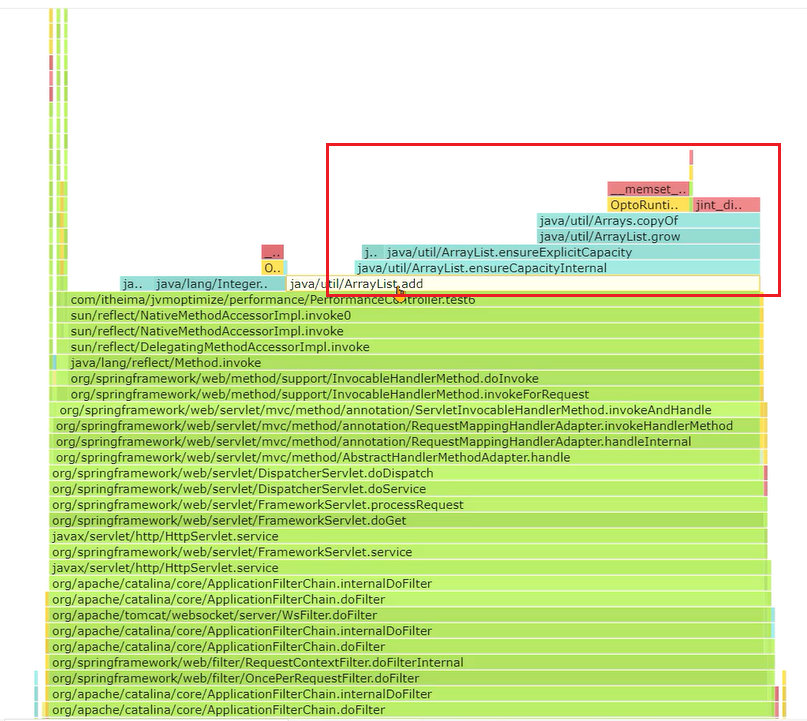 __memset_..
OptoRunti.. jint_di..
java/util/Arrays.copyOf
java/util/ArrayList.grow
_.. j.. java/util/ArrayList.ensureExplicitCapacity
O.. java/util/ArrayList.ensureCapacityInternal
ja.. java/lang/Integer.. java/util/ArrayList.add
com/itheima/jvmoptimize/performance/PerformanceController.test6
sun/reflect/NativeMethodAccessorImpl.invoke0
sun/reflect/NativeMethodAccessorImpl.invoke
sun/reflect/DelegatingMethodAccessorImpl.invoke
java/lang/reflect/Method.invoke
org/springframework/web/method/support/InvocableHandlerMethod.doInvoke
org/springframework/web/method/support/InvocableHandlerMethod.invokeForRequest
org/springframework/web/servlet/mvc/method/annotation/ServletInvocableHandlerMethod.invokeAndHandle
org/springframework/web/servlet/mvc/method/annotation/RequestMappingHandlerAdapter.invokeHandlerMethod
org/springframework/web/servlet/mvc/method/annotation/RequestMappingHandlerAdapter.handleInternal
org/springframework/web/servlet/mvc/method/AbstractHandlerMethodAdapter.handle
org/springframework/web/servlet/DispatcherServlet.doDispatch
org/springframework/web/servlet/DispatcherServlet.doService
org/springframework/web/servlet/FrameworkServlet.processRequest
org/springframework/web/servlet/FrameworkServlet.doGet
javax/servlet/http/HttpServlet.service
org/springframework/web/servlet/FrameworkServlet.service
javax/servlet/http/HttpServlet.service
org/apache/catalina/core/ApplicationFilterChain.internalDoFilter
org/apache/catalina/core/ApplicationFilterChain.doFilter
org/apache/tomcat/websocket/server/WsFilter.doFilter
org/apache/catalina/core/ApplicationFilterChain.internalDoFilter
org/apache/catalina/core/ApplicationFilterChain.doFilter
org/springframework/web/filter/RequestContextFilter.doFilterInternal
org/springframework/web/filter/OncePerRequestFilter.doFilter
org/apache/catalina/core/ApplicationFilterChain.internalDoFilter
org/apache/catalina/core/ApplicationFilterChain.doFilter